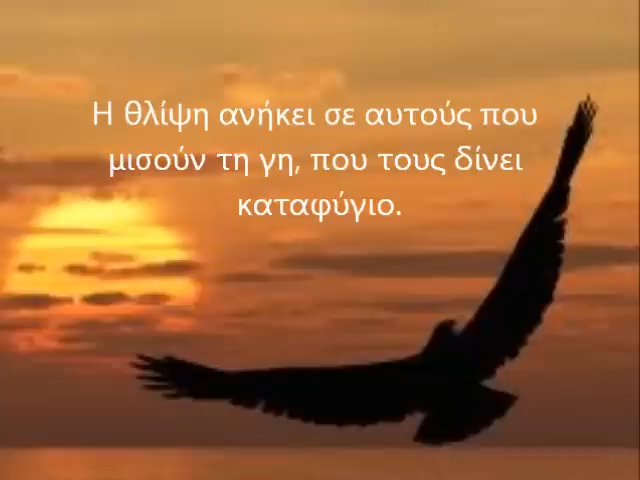 Η θλίψη ανήκει σε αυτούς που
μισούν τη γη, που τους δίνει
καταφύγιο.